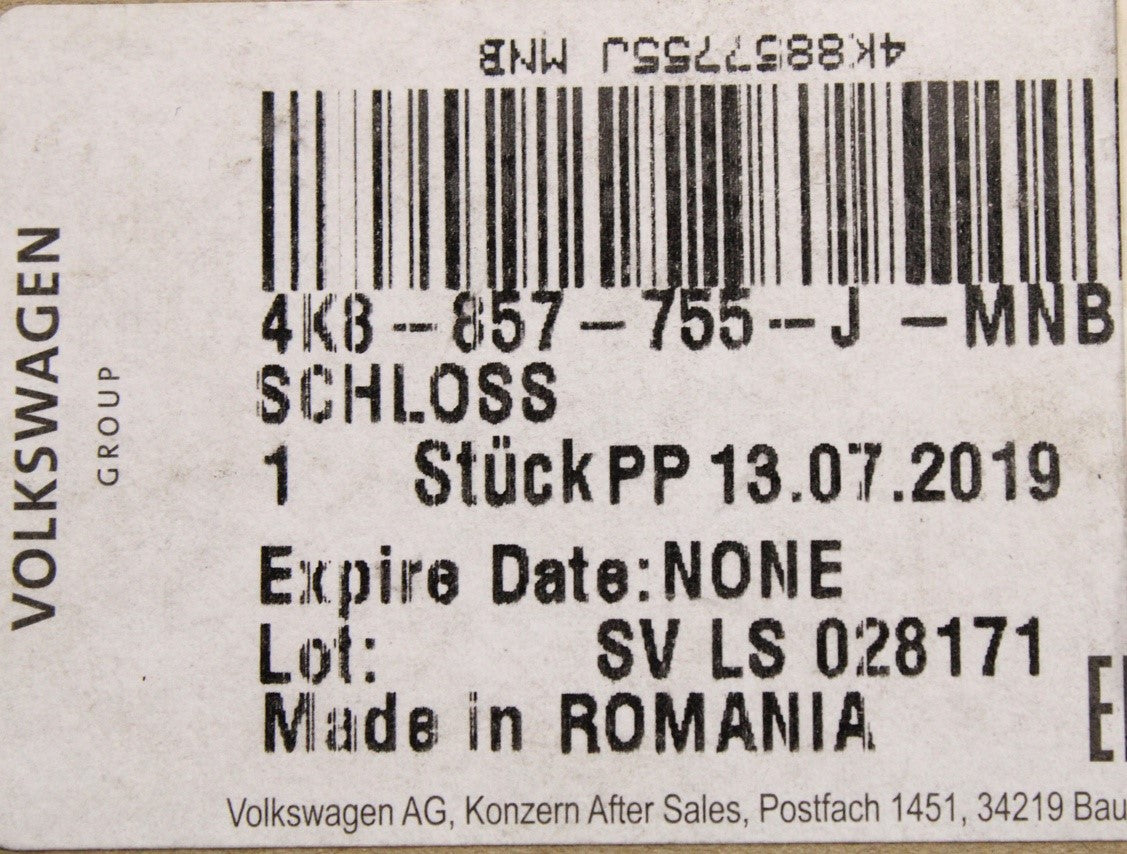 4K8857755J MNB
4K8-857-755-J -MNB
SCHLOSS
1 Stück PP 13.07.2019
Expire Date:NONE
Lot: SV LS 028171
Made in ROMANIA
Volkswagen AG, Konzern After Sales, Postfach 1451, 34219 Bau
VOLKSWAGEN
GROUP